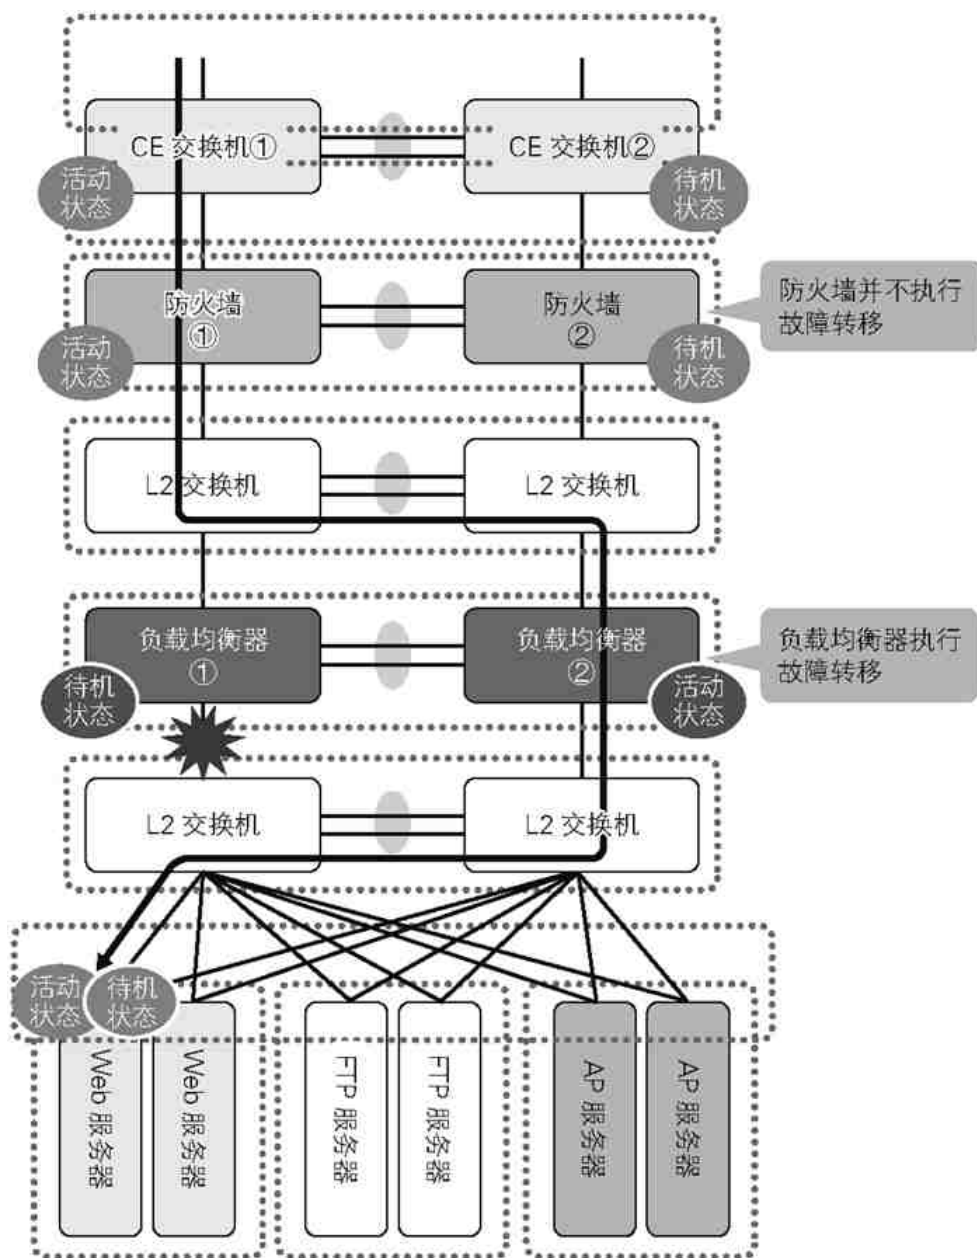 CE 交换机①
CE 交换机②
活动
状态
待机
状态
防火墙
①
防火墙
②
防火墙并不执行
故障转移
活动
状态
待机
状态
L2 交换机
L2 交换机
负载均衡器
①
负载均衡器
②
负载均衡器执行
故障转移
待机
状态
活动
状态
L2 交换机
L2 交换机
活动
状态
待机
状态
Web 服务器
Web 服务器
FTP 服务器
FTP 服务器
AP 服务器
AP 服务器